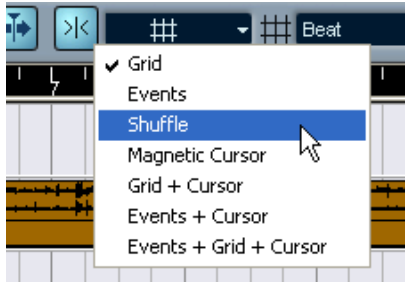 Beat
Grid
Events
Shuffle
Magnetic Cursor
Grid + Cursor
Events + Cursor
Events + Grid + Cursor